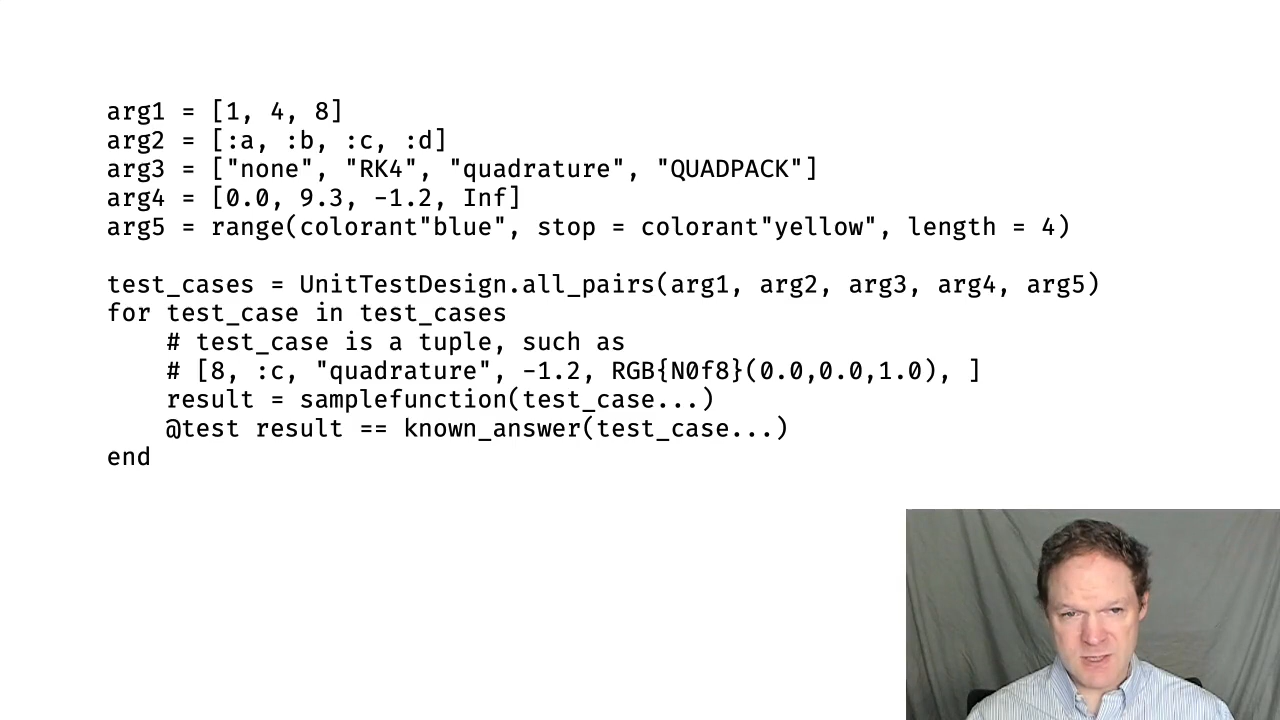 arg1 = [1, 4, 8]
arg2 = [:a, :b, :c, :d]
arg3 = ["none", "RK4", "quadrature", "QUADPACK"]
arg4 = [0.0, 9.3, -1.2, Inf]
arg5 = range(colorant"blue", stop = colorant"yellow", length = 4)
test_cases = UnitTestDesign.all_pairs(arg1, arg2, arg3, arg4, arg5)
for test_case in test_cases
    # test_case is a tuple, such as
    # [8, :c, "quadrature", -1.2, RGB{N0f8}(0.0,0.0,1.0), ]
    result = samplefunction(test_case...)
    @test result == known_answer(test_case...)
end